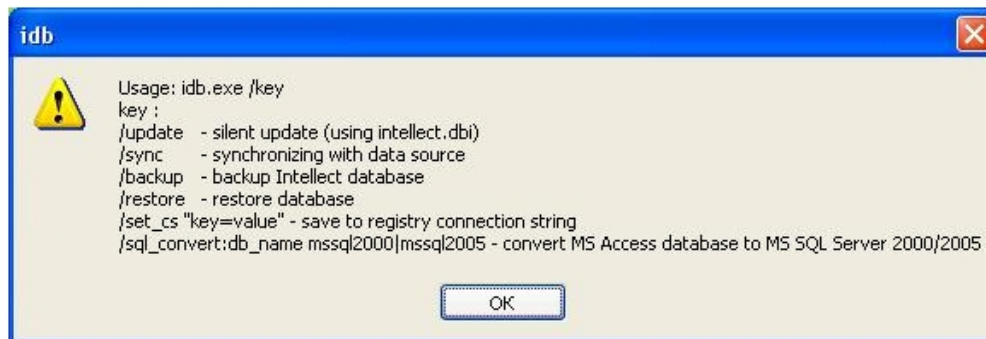 idb
Usage: idb.exe /key
key :
/update - silent update (using intellect.dbi)
/sync - synchronizing with data source
/backup - backup Intellect database
/restore - restore database
/set_cs "key=value" - save to registry connection string
/sql_convert:db_name mssql2000|mssql2005 - convert MS Access database to MS SQL Server 2000/2005
OK